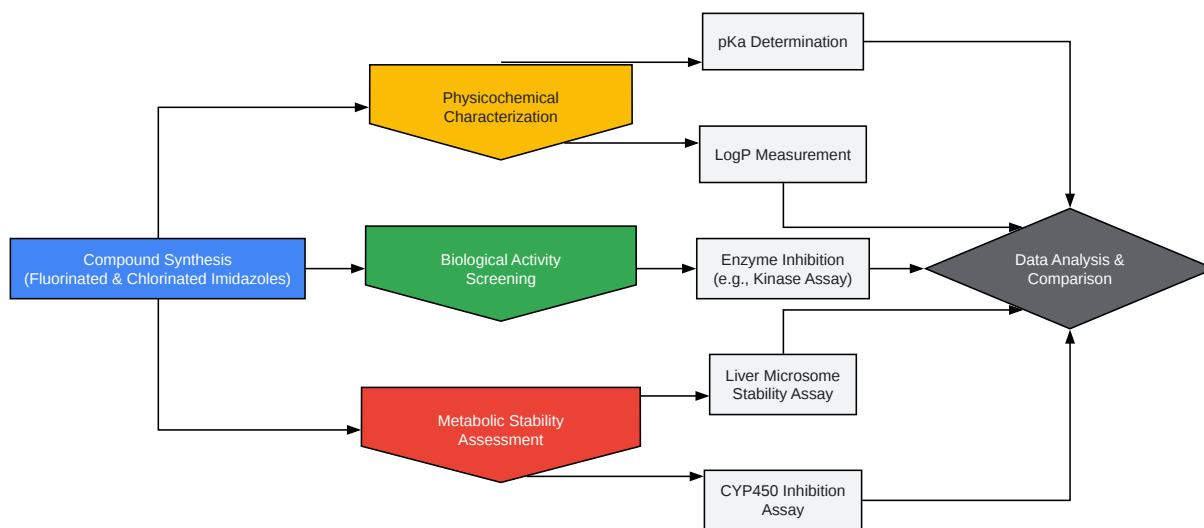 pKa Determination
Physicochemical
Characterization
LogP Measurement
Compound Synthesis
(Fluorinated & Chlorinated Imidazoles)
Biological Activity
Screening
Enzyme Inhibition
(e.g., Kinase Assay)
Data Analysis &
Comparison
Liver Microsome
Stability Assay
Metabolic Stability
Assessment
CYP450 Inhibition
Assay